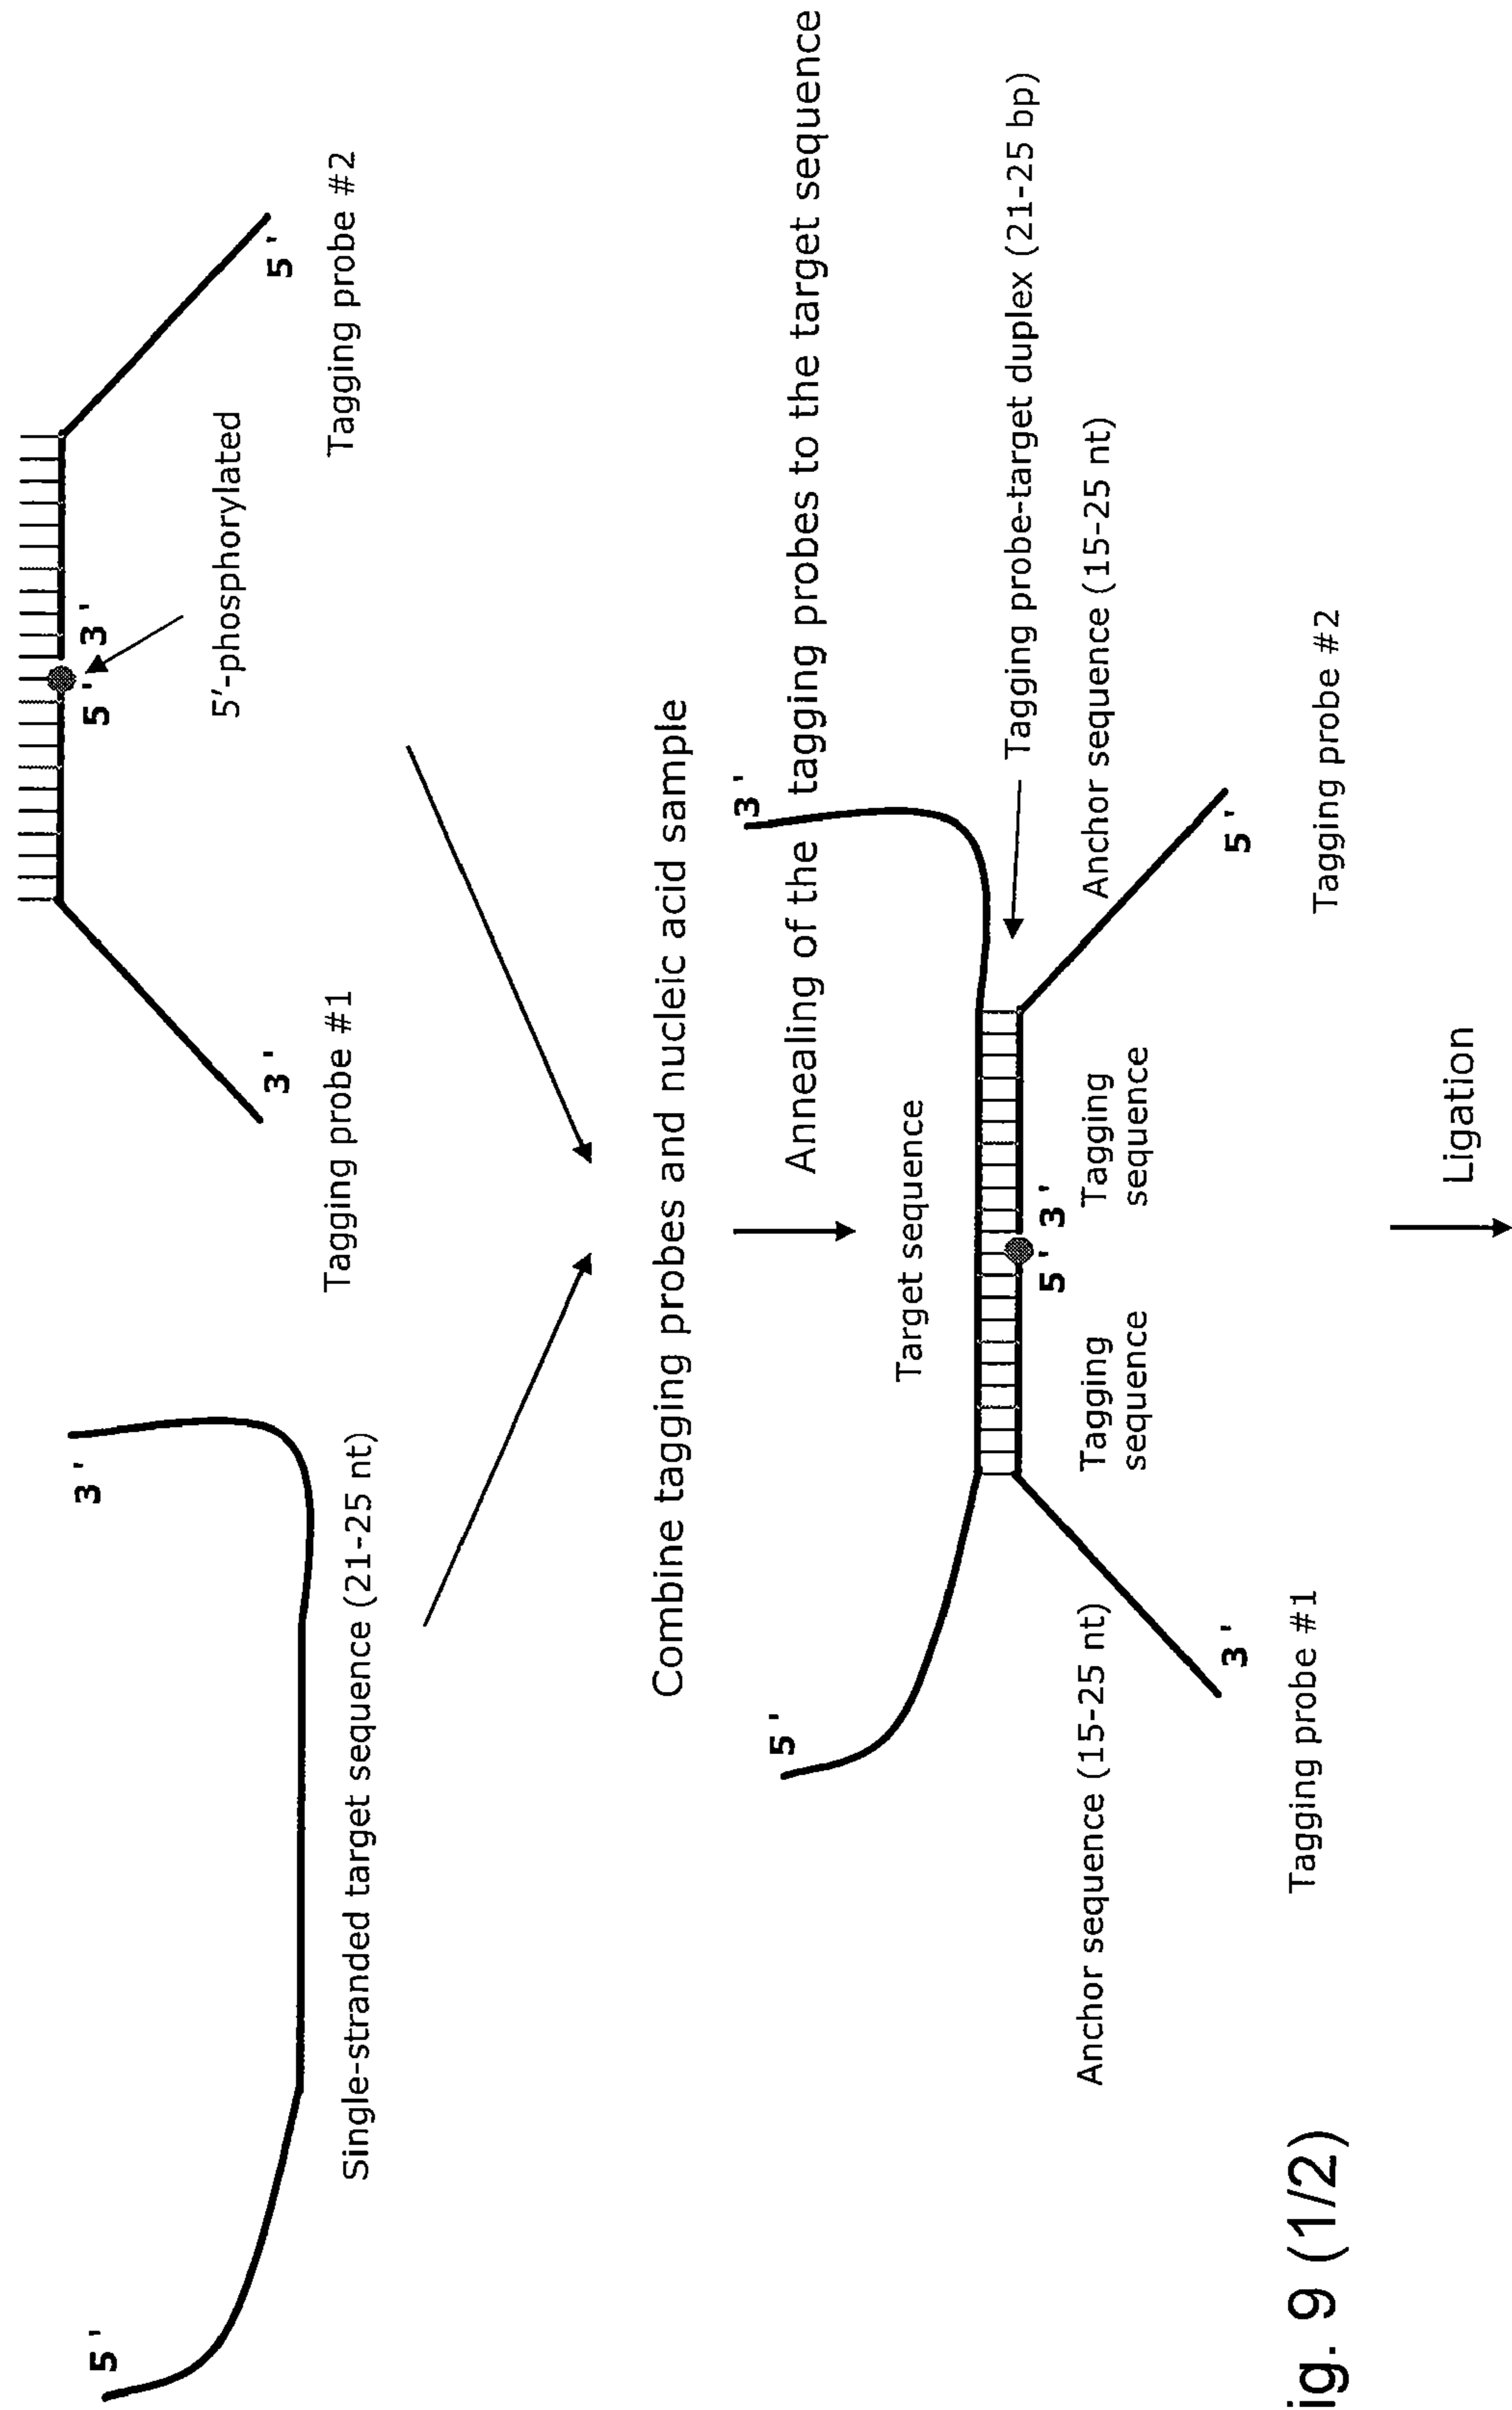 5'
3'
Single-stranded target sequence (21-25 nt)
5' 3'
5'-phosphorylated
3'
5'
Tagging probe #1
Tagging probe #2
Combine tagging probes and nucleic acid sample
Annealing of the tagging probes to the target sequence
5'
3'
Target sequence
Tagging probe-target duplex (21-25 bp)
5' 3'
Anchor sequence (15-25 nt)
Tagging
sequence
Tagging
sequence
Anchor sequence (15-25 nt)
3'
5'
Tagging probe #1
Tagging probe #2
Ligation
ig. 9 (1/2)